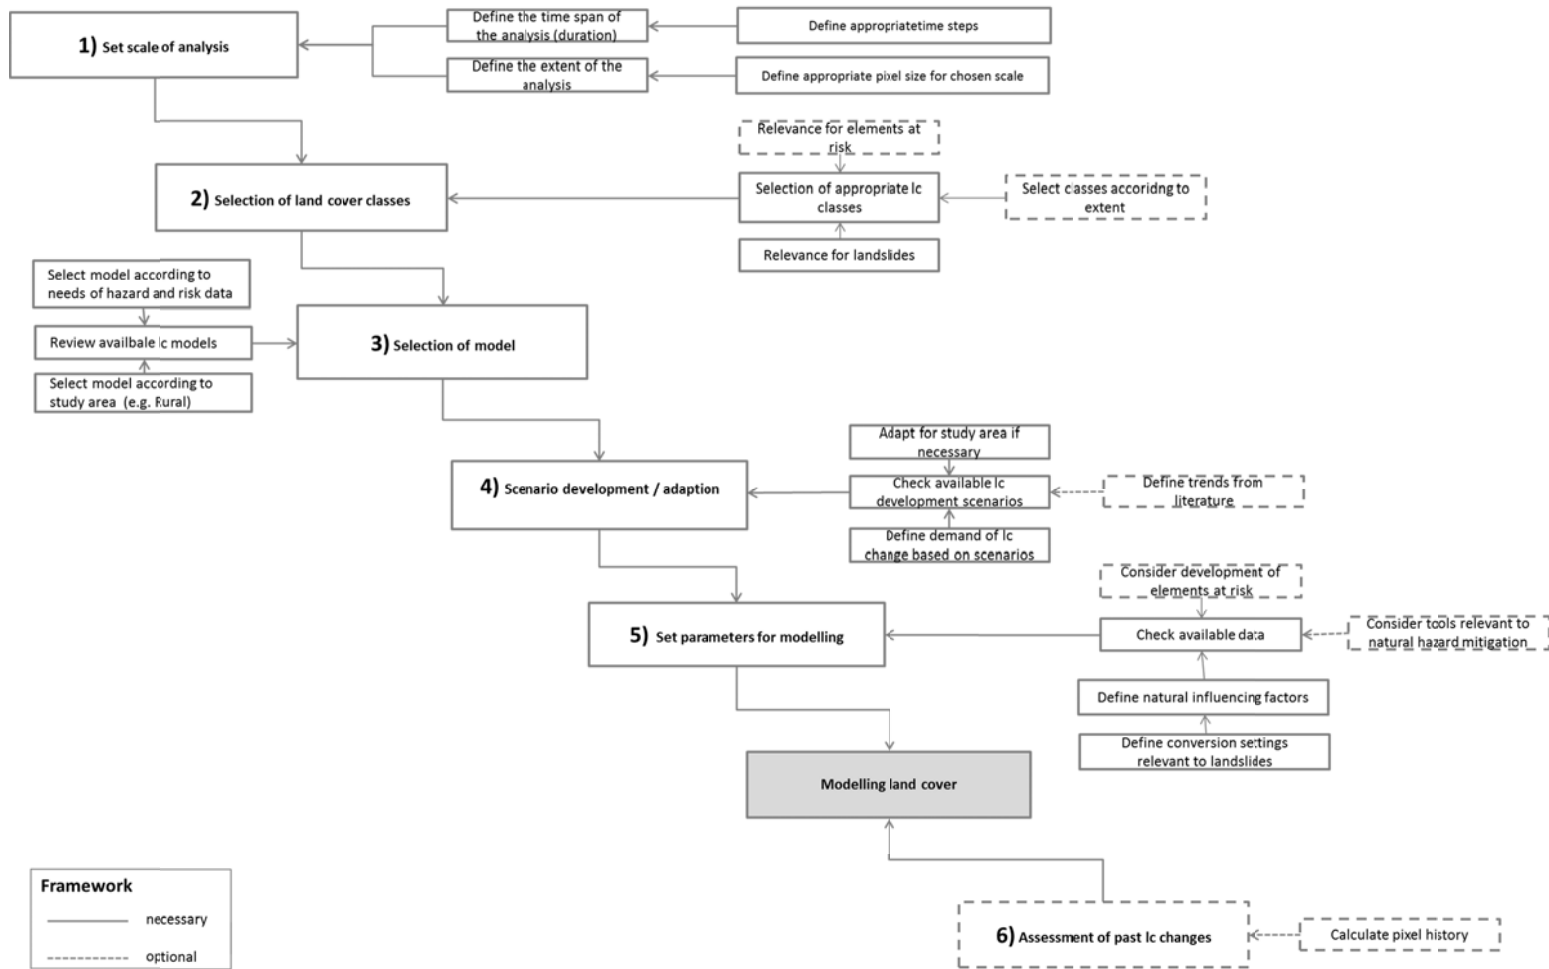 1) Set scale of analysis
Define the time span of
the analysis (duration)
Define appropriatetime steps
Define the extent of the
analysis
Define appropriate pixel size for chosen scale
Relevance for elements at
risk
2) Selection of land cover classes
Selection of appropriate lc
classes
Select classes accoridng to
extent
Relevance for landslides
Select model according to
needs of hazard and risk data
Review availbale lc models
Select model according to
study area (e.g. Rural)
3) Selection of model
Adapt for study area if
necessary
4) Scenario development / adaption
Check available lc
development scenarios
Define trends from
literature
Define demand of lc
change based on scenarios
Consider development of
elements at risk
5) Set parameters for modelling
Check available data
Consider tools relevant to
natural hazard mitigation
Define natural influencing factors
Define conversion settings
relevant to landslides
Modelling land cover
Framework
necessary
optional
6) Assessment of past lc changes
Calculate pixel history